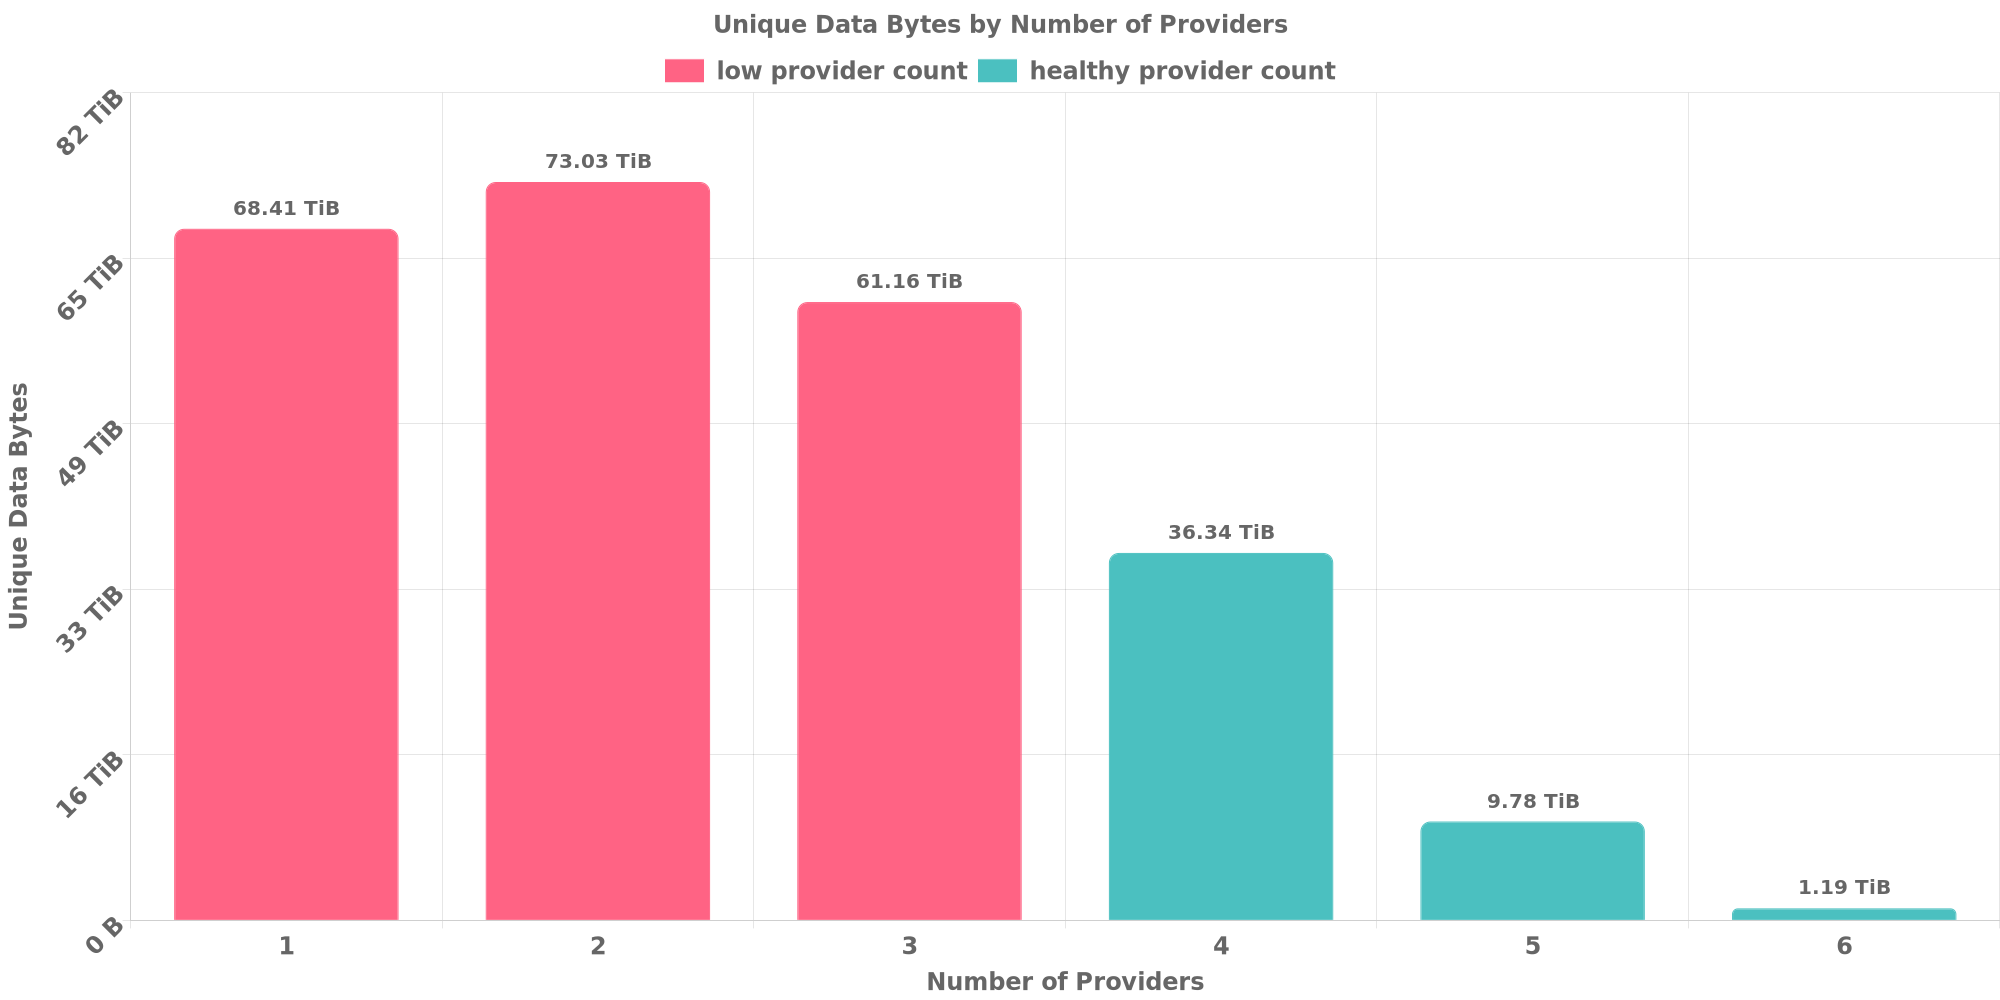 Unique Data Bytes by Number of Providers
low provider count
healthy provider count
82 TiB
65 TiB
49 TiB
33 TiB
16 TiB
0 B
Unique Data Bytes
68.41 TiB
73.03 TiB
61.16 TiB
36.34 TiB
9.78 TiB
1.19 TiB
1
2
3
4
5
6
Number of Providers